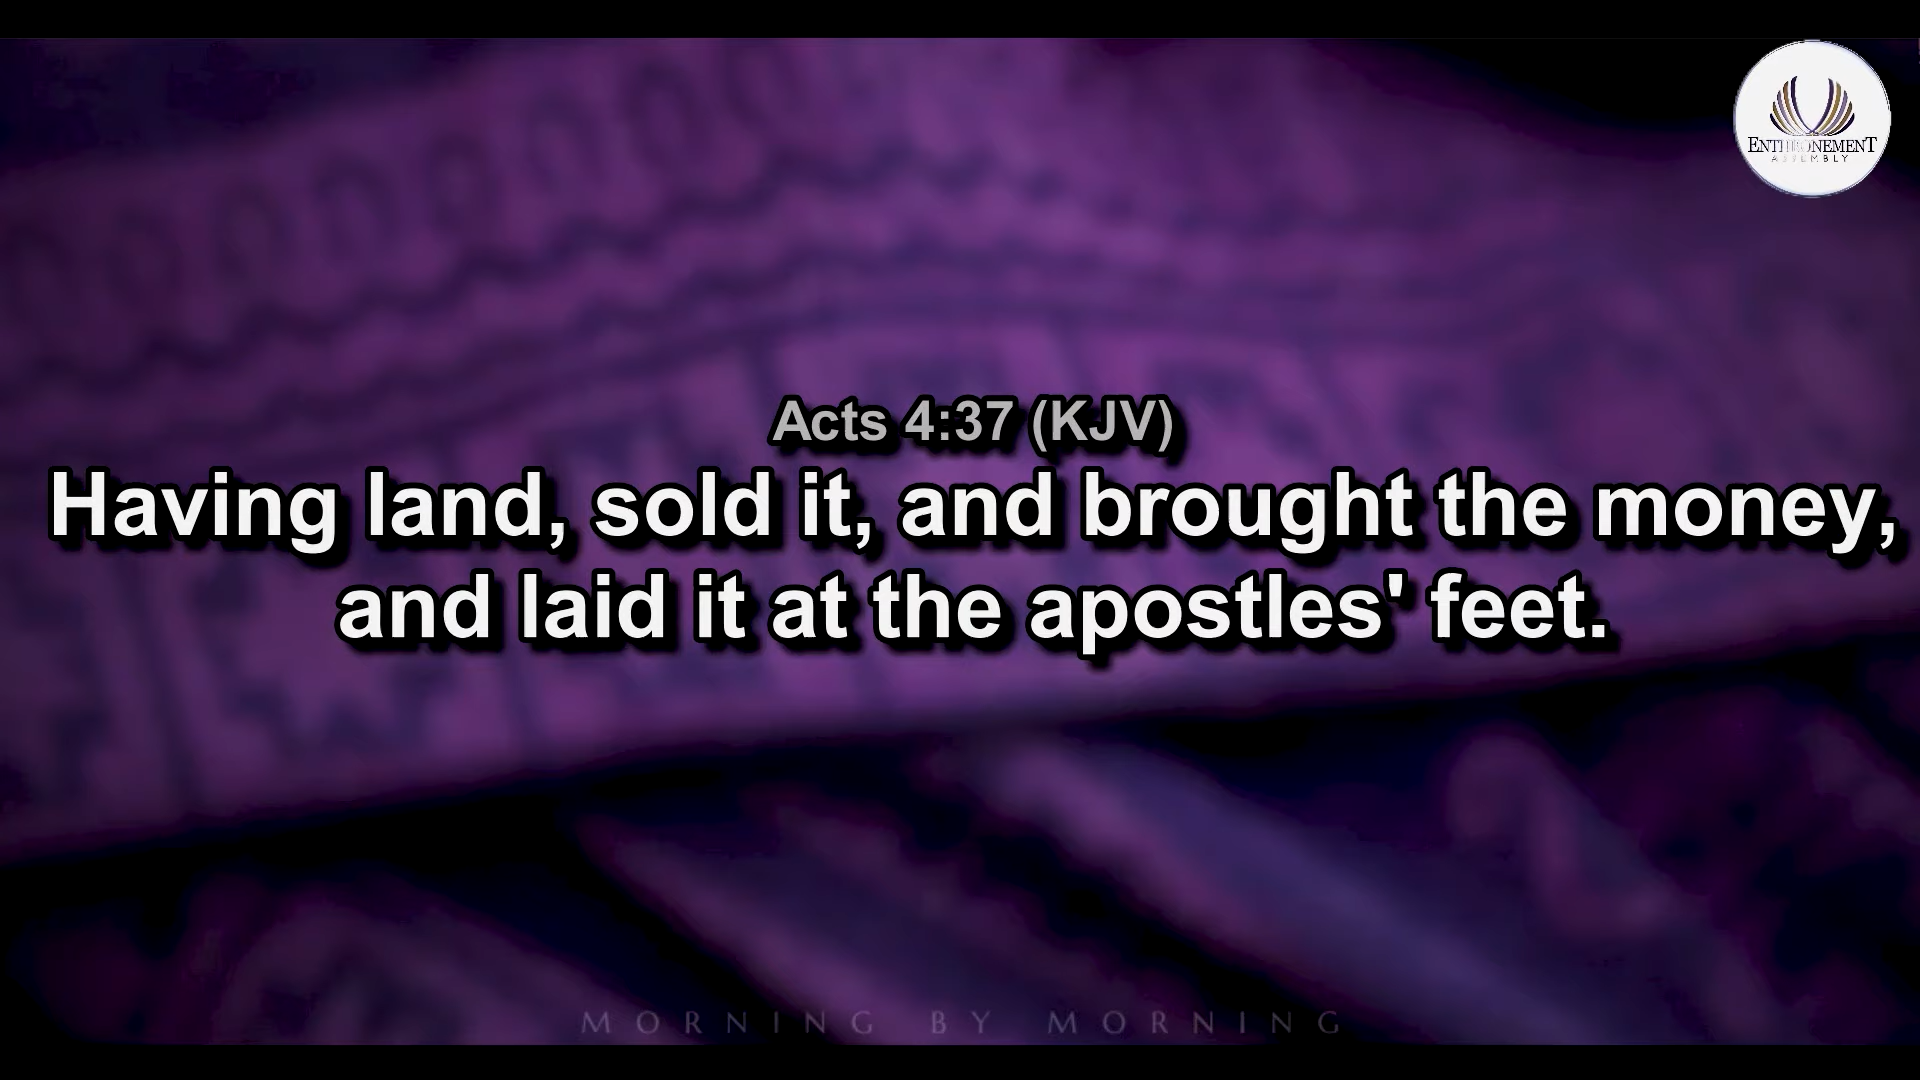 ENTHRONEMENT
ASSEMBLY
Acts 4:37 (KJV)
Having land, sold it, and brought the money,
and laid it at the apostles' feet.
MORNING BY MORNING